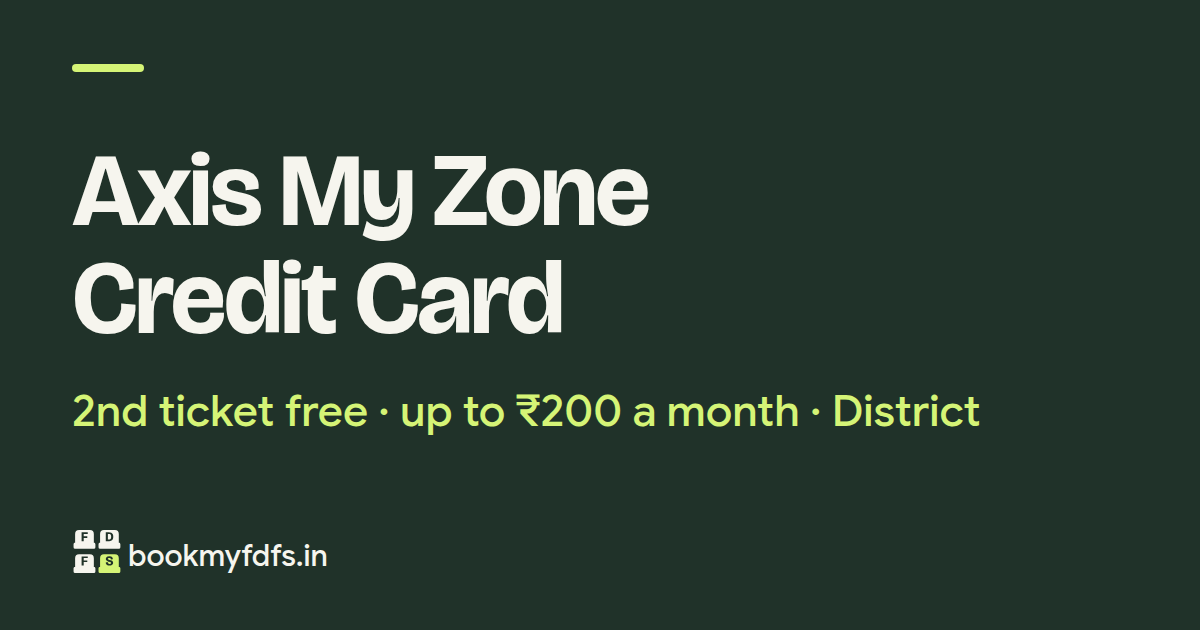 Axis My Zone
Credit Card
2nd ticket free · up to ₹200 a month · District
F D
F S
bookmyfdfs.in